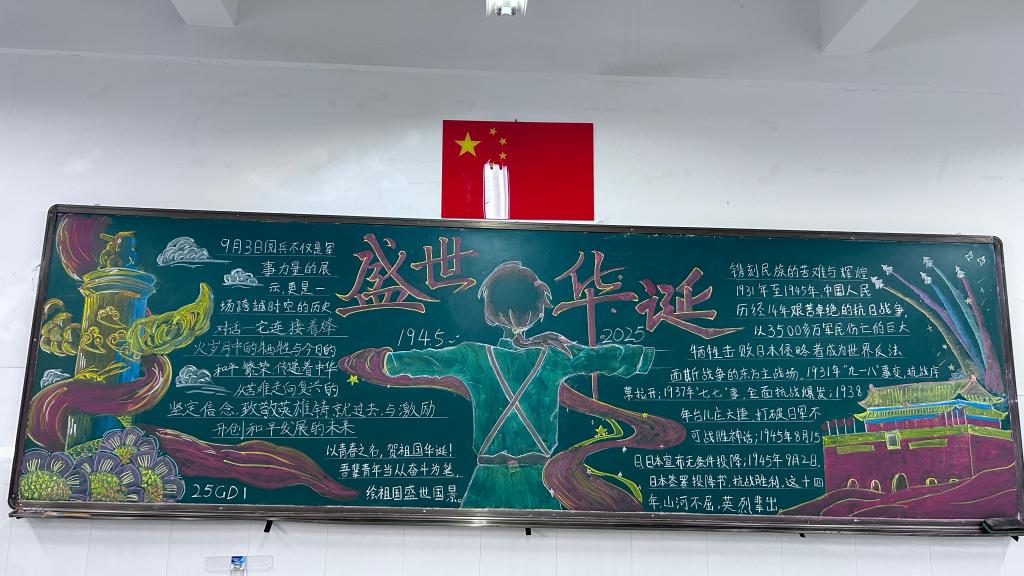 盛世华诞
1945
2025
9月3日阅兵不仅是军
事力量的展
示,更是一
场跨越时空的历史
对话—它连接着烽
火岁月中的牺牲与今日的
和平繁荣,传递着中华
从苦难走向复兴的
坚定信念,致敬英雄铸就过去,与激励
开创和平发展的未来
以青春之名,贺祖国华诞!
吾辈青年当以奋斗为笔,
绘祖国盛世国景。
25GD1
镌刻民族的苦难与辉煌
1931年至1945年,中国人民
历经14年艰苦卓绝的抗日战争,
以3500多万军民伤亡的巨大
牺牲击败日本侵略者成为世界反法
西斯战争的东方主战场,1931年"九一八"事变,抗战序
幕拉开;1937年"七七"事,全面抗战爆发;1938
年台儿庄大捷,打破日军不
可战胜神话;1945年8月15
日日本宣布无条件投降;1945年9月2日,
日本签署投降书,抗战胜利,这十四
年,山河不屈,英烈辈出。